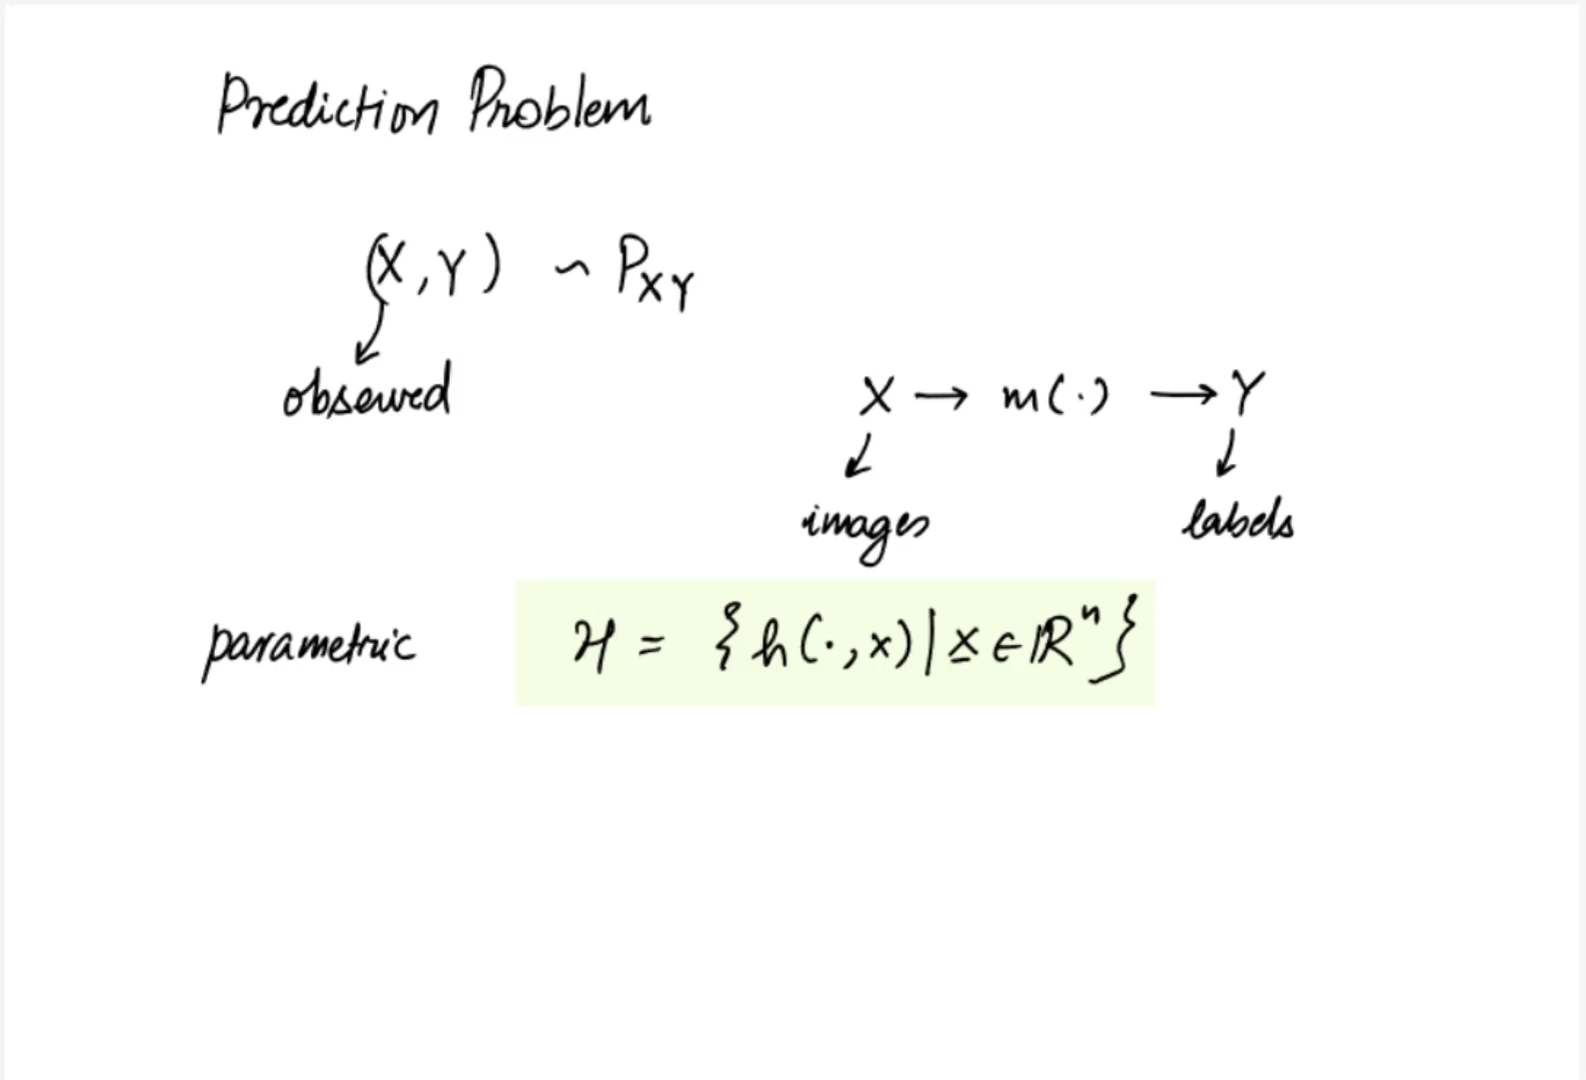 Prediction Problem
(X, Y) ~ P_XY
observed
X → m(·) → Y
images labels
parametric H = {h(·,x) | x ∈ ℝⁿ}